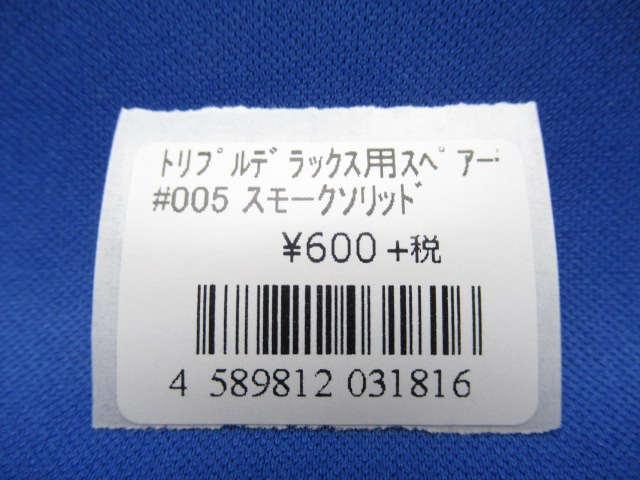 トリプルデラックス用スペアー
#005 スモークソリッド
¥600 +税
4 589812 031816